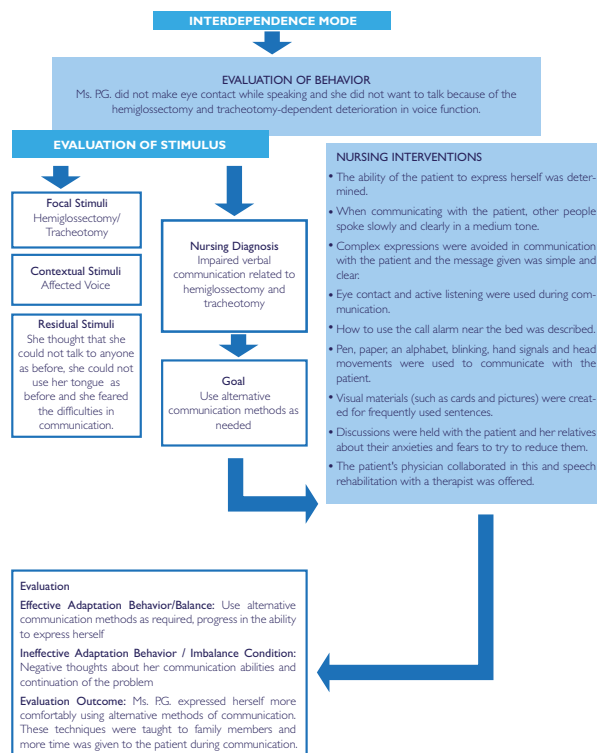 INTERDEPENDENCE MODE
EVALUATION OF BEHAVIOR
Ms. P.G. did not make eye contact while speaking and she did not want to talk because of the
hemiglossectomy and tracheotomy-dependent deterioration in voice function.
EVALUATION OF STIMULUS
Focal Stimuli
Hemiglossectomy/
Tracheotomy
Contextual Stimuli
Affected Voice
Residual Stimuli
She thought that she
could not talk to anyone
as before, she could not
use her tongue as
before and she feared
the difficulties in
communication.
Nursing Diagnosis
Impaired verbal
communication related to
hemiglossectomy and
tracheotomy
Goal
Use alternative
communication methods as
needed
NURSING INTERVENTIONS
• The ability of the patient to express herself was deter-
mined.
• When communicating with the patient, other people
spoke slowly and clearly in a medium tone.
• Complex expressions were avoided in communication
with the patient and the message given was simple and
clear.
• Eye contact and active listening were used during com-
munication.
• How to use the call alarm near the bed was described.
• Pen, paper, an alphabet, blinking, hand signals and head
movements were used to communicate with the
patient.
• Visual materials (such as cards and pictures) were creat-
ed for frequently used sentences.
• Discussions were held with the patient and her relatives
about their anxieties and fears to try to reduce them.
• The patient's physician collaborated in this and speech
rehabilitation with a therapist was offered.
Evaluation
Effective Adaptation Behavior/Balance: Use alternative
communication methods as required, progress in the ability
to express herself
Ineffective Adaptation Behavior / Imbalance Condition:
Negative thoughts about her communication abilities and
continuation of the problem
Evaluation Outcome: Ms. P.G. expressed herself more
comfortably using alternative methods of communication.
These techniques were taught to family members and
more time was given to the patient during communication.